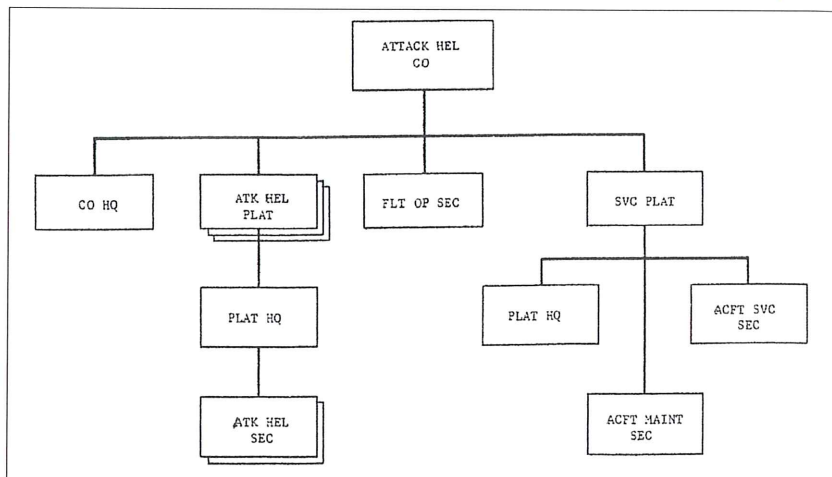 ATTACK HEL
CO
CO HQ
ATK HEL
PLAT
FLT OP SEC
SVC PLAT
PLAT HQ
PLAT HQ
ACFT SVC
SEC
ATK HEL
SEC
ACFT MAINT
SEC